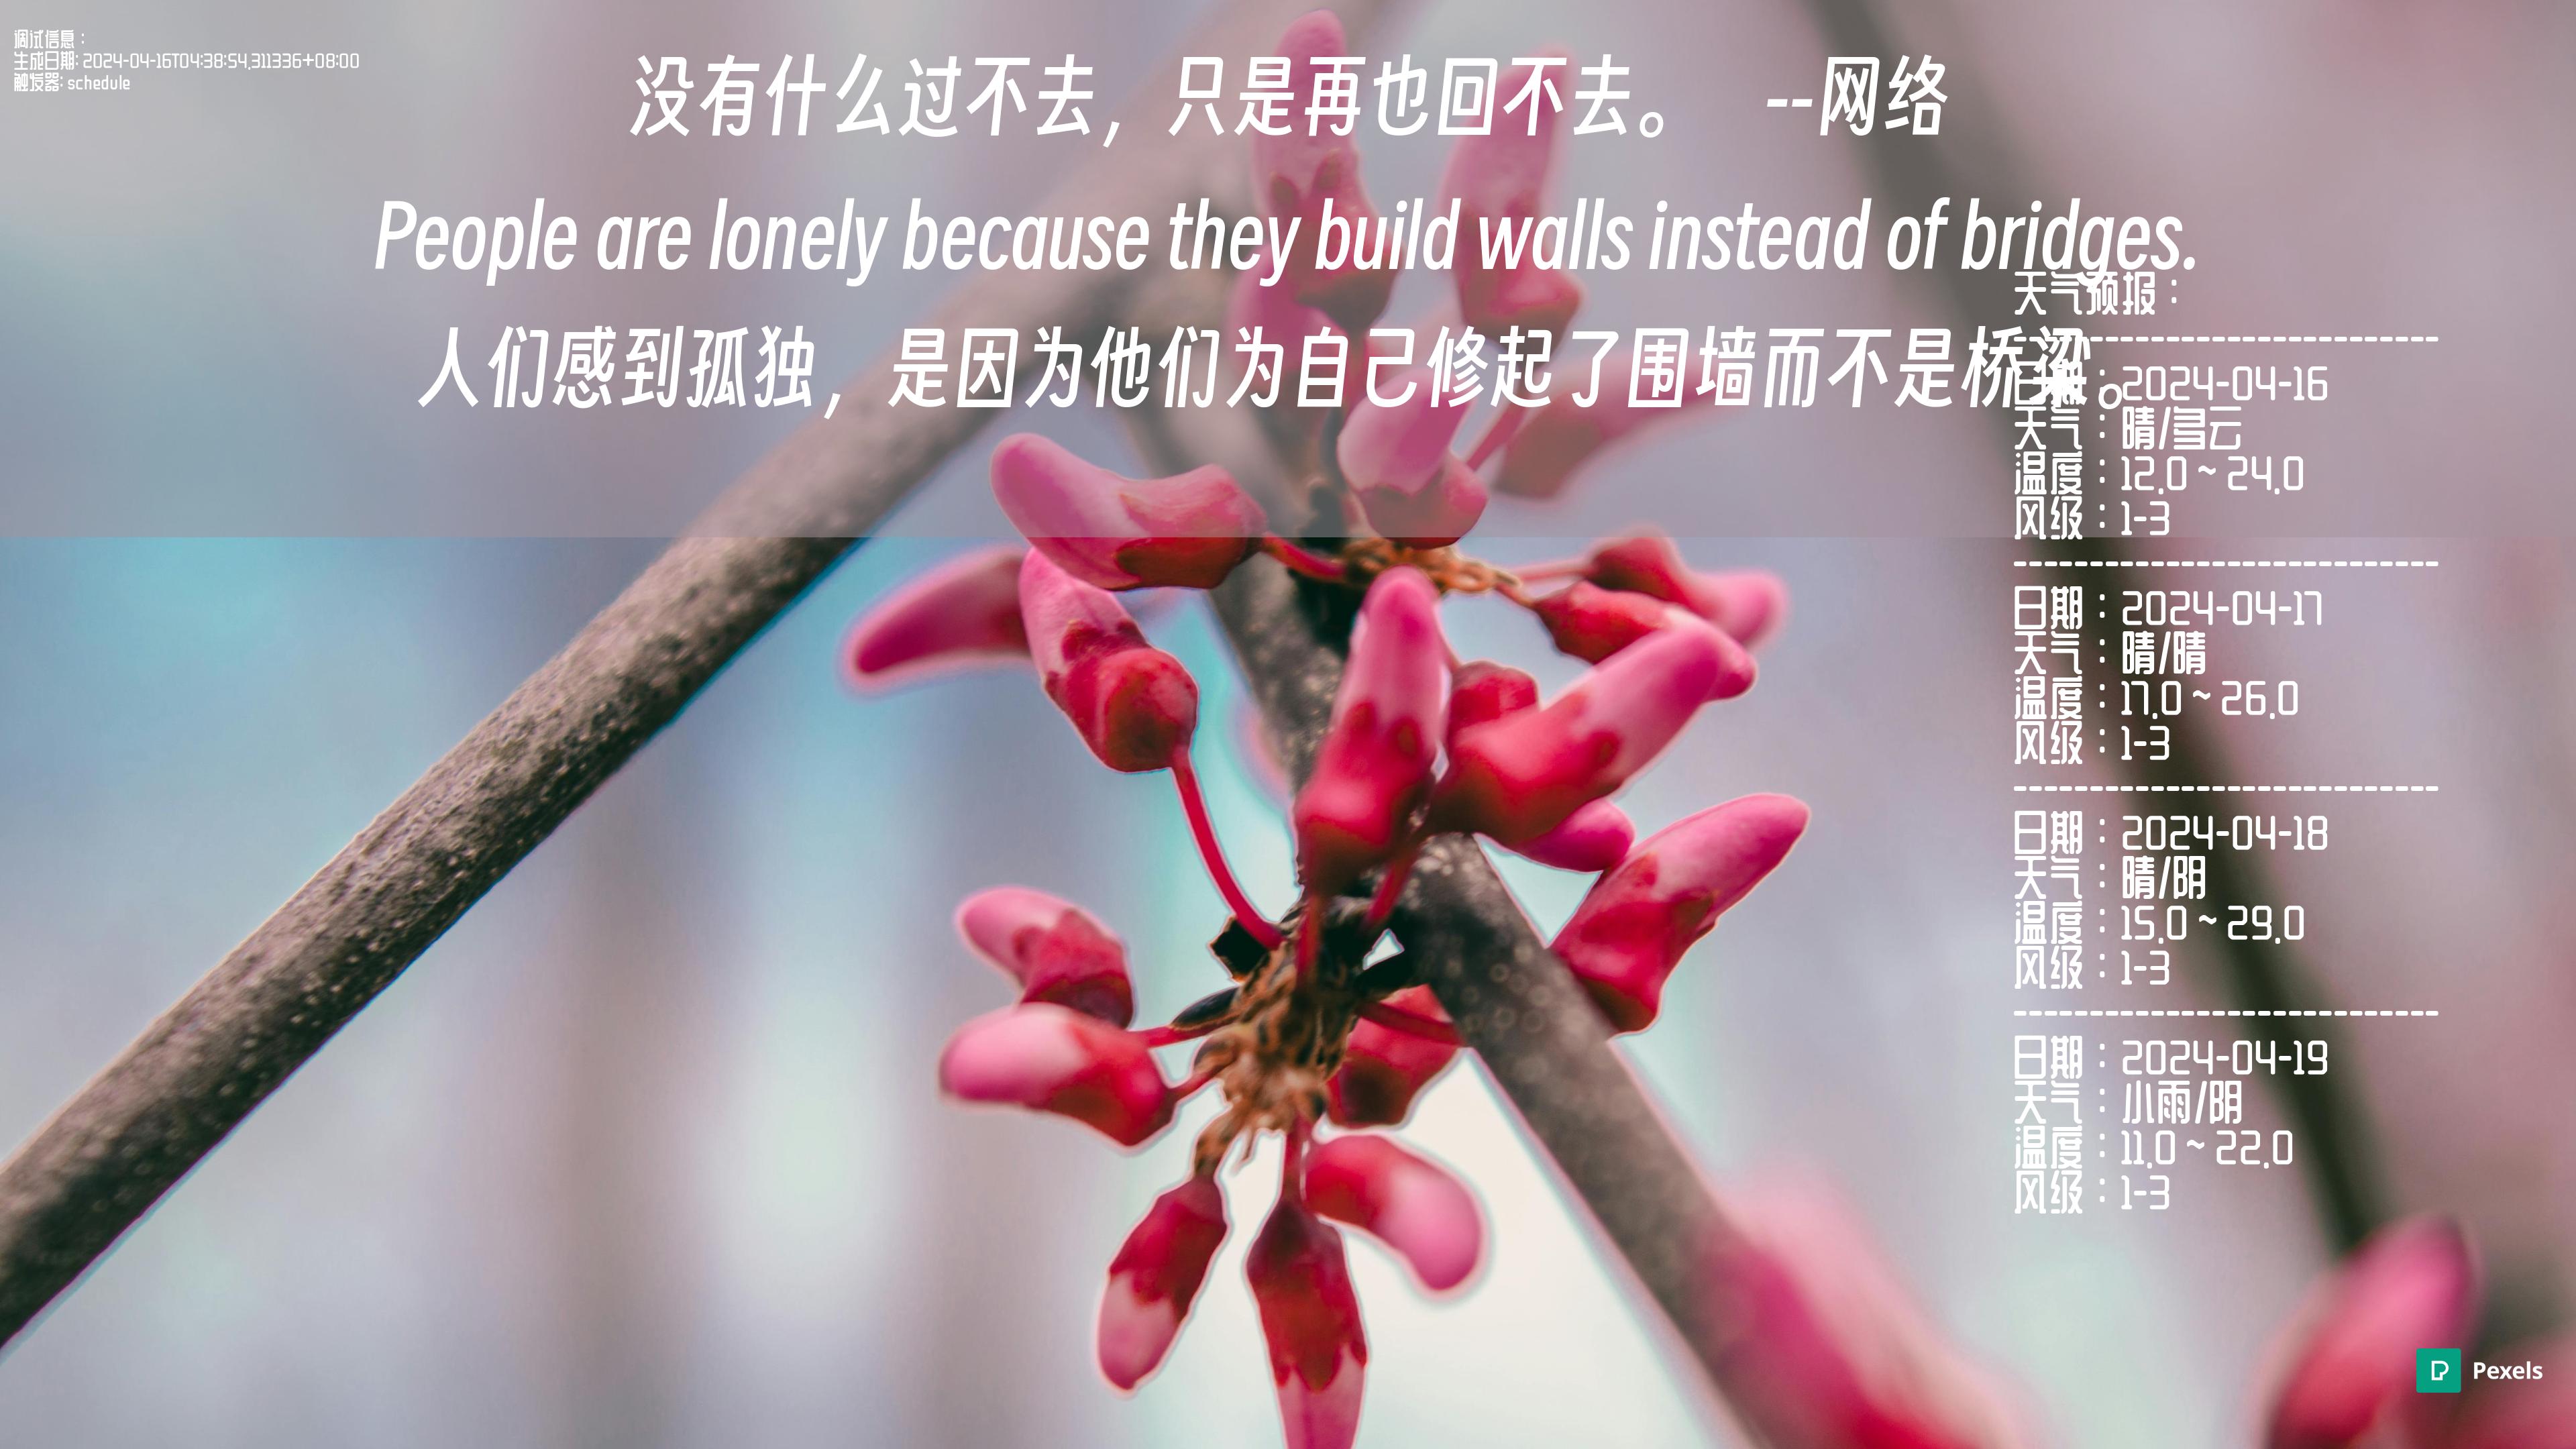 调试信息：
生成日期: 2024-04-16T04:38:54.311336+08:00
触发器: schedule
没有什么过不去，只是再也回不去。 --网络
People are lonely because they build walls instead of bridges.
人们感到孤独，是因为他们为自己修起了围墙而不是桥梁。
天气预报：
------------------------------
日期：2024-04-16
天气：晴/多云
温度：12.0 ~ 24.0
风级：1-3
------------------------------
日期：2024-04-17
天气：晴/晴
温度：17.0 ~ 26.0
风级：1-3
------------------------------
日期：2024-04-18
天气：晴/阴
温度：15.0 ~ 29.0
风级：1-3
------------------------------
日期：2024-04-19
天气：小雨/阴
温度：11.0 ~ 22.0
风级：1-3
Pexels